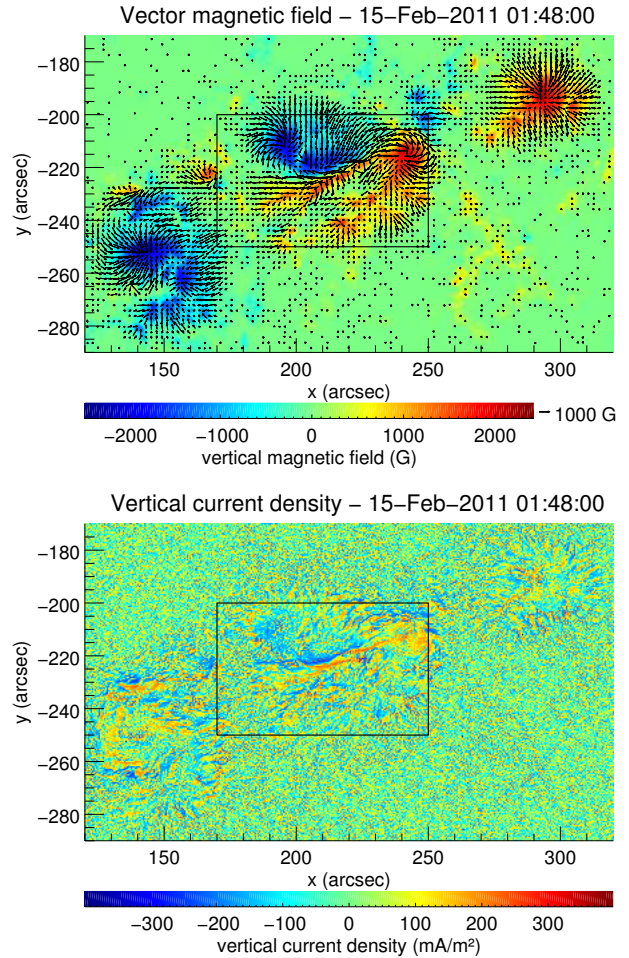 Vector magnetic field − 15−Feb−2011 01:48:00
−180
−200
−220
−240
−260
−280
y (arcsec)
150 200 250 300
x (arcsec)
−2000 −1000 0 1000 2000
− 1000 G
vertical magnetic field (G)
Vertical current density − 15−Feb−2011 01:48:00
−180
−200
−220
−240
−260
−280
y (arcsec)
150 200 250 300
x (arcsec)
−300 −200 −100 0 100 200 300
vertical current density (mA/m²)